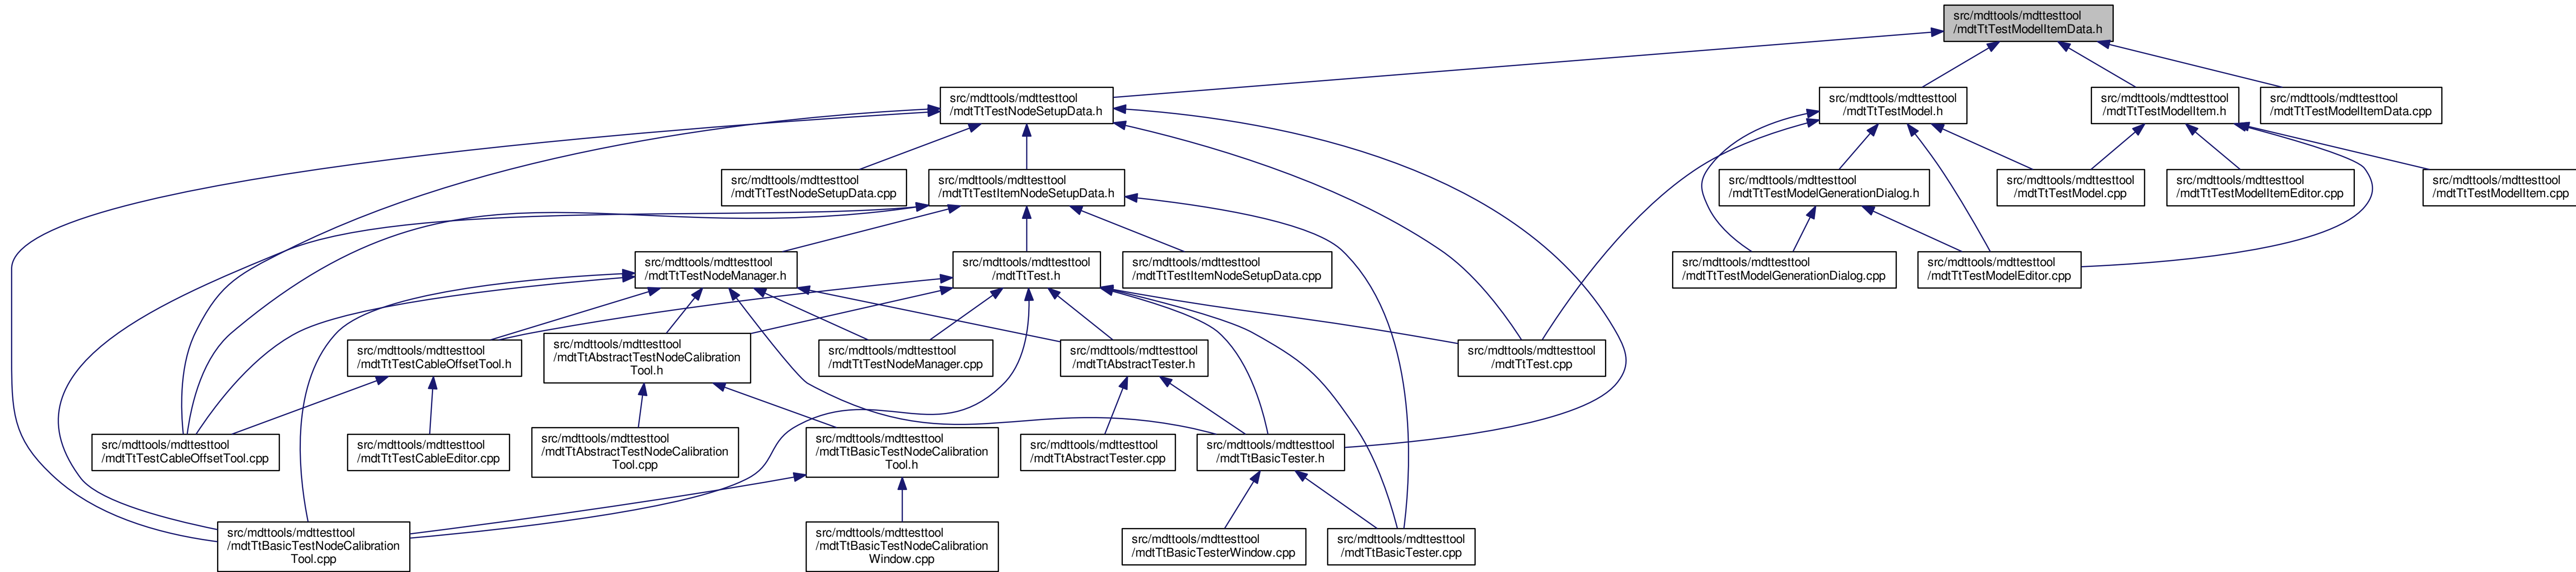 src/mdttools/mdttesttool
/mdtTtTestModelItemData.h
src/mdttools/mdttesttool
/mdtTtTestNodeSetupData.h
src/mdttools/mdttesttool
/mdtTtTestModel.h
src/mdttools/mdttesttool
/mdtTtTestModelItem.h
src/mdttools/mdttesttool
/mdtTtTestModelItemData.cpp
src/mdttools/mdttesttool
/mdtTtTestNodeSetupData.cpp
src/mdttools/mdttesttool
/mdtTtTestItemNodeSetupData.h
src/mdttools/mdttesttool
/mdtTtTestModelGenerationDialog.h
src/mdttools/mdttesttool
/mdtTtTestModel.cpp
src/mdttools/mdttesttool
/mdtTtTestModelItemEditor.cpp
src/mdttools/mdttesttool
/mdtTtTestModelItem.cpp
src/mdttools/mdttesttool
/mdtTtTestNodeManager.h
src/mdttools/mdttesttool
/mdtTtTest.h
src/mdttools/mdttesttool
/mdtTtTestItemNodeSetupData.cpp
src/mdttools/mdttesttool
/mdtTtTestModelGenerationDialog.cpp
src/mdttools/mdttesttool
/mdtTtTestModelEditor.cpp
src/mdttools/mdttesttool
/mdtTtTestCableOffsetTool.h
src/mdttools/mdttesttool
/mdtTtAbstractTestNodeCalibration
Tool.h
src/mdttools/mdttesttool
/mdtTtTestNodeManager.cpp
src/mdttools/mdttesttool
/mdtTtAbstractTester.h
src/mdttools/mdttesttool
/mdtTtTest.cpp
src/mdttools/mdttesttool
/mdtTtTestCableOffsetTool.cpp
src/mdttools/mdttesttool
/mdtTtTestCableEditor.cpp
src/mdttools/mdttesttool
/mdtTtAbstractTestNodeCalibration
Tool.cpp
src/mdttools/mdttesttool
/mdtTtBasicTestNodeCalibration
Tool.h
src/mdttools/mdttesttool
/mdtTtAbstractTester.cpp
src/mdttools/mdttesttool
/mdtTtBasicTester.h
src/mdttools/mdttesttool
/mdtTtBasicTestNodeCalibration
Tool.cpp
src/mdttools/mdttesttool
/mdtTtBasicTestNodeCalibration
Window.cpp
src/mdttools/mdttesttool
/mdtTtBasicTesterWindow.cpp
src/mdttools/mdttesttool
/mdtTtBasicTester.cpp